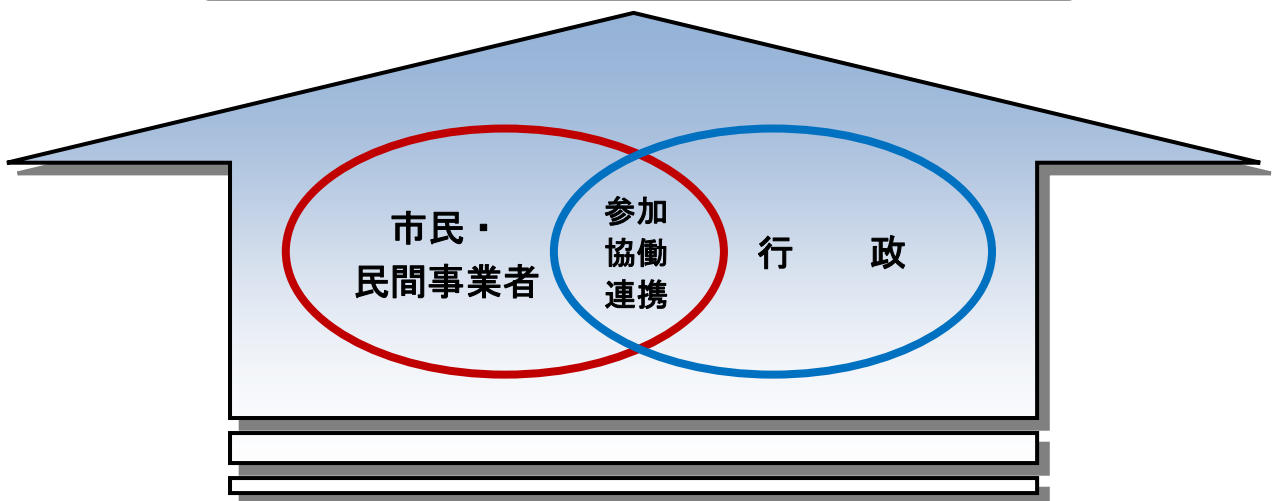 市民・
民間事業者
参加
協働
連携
行　政